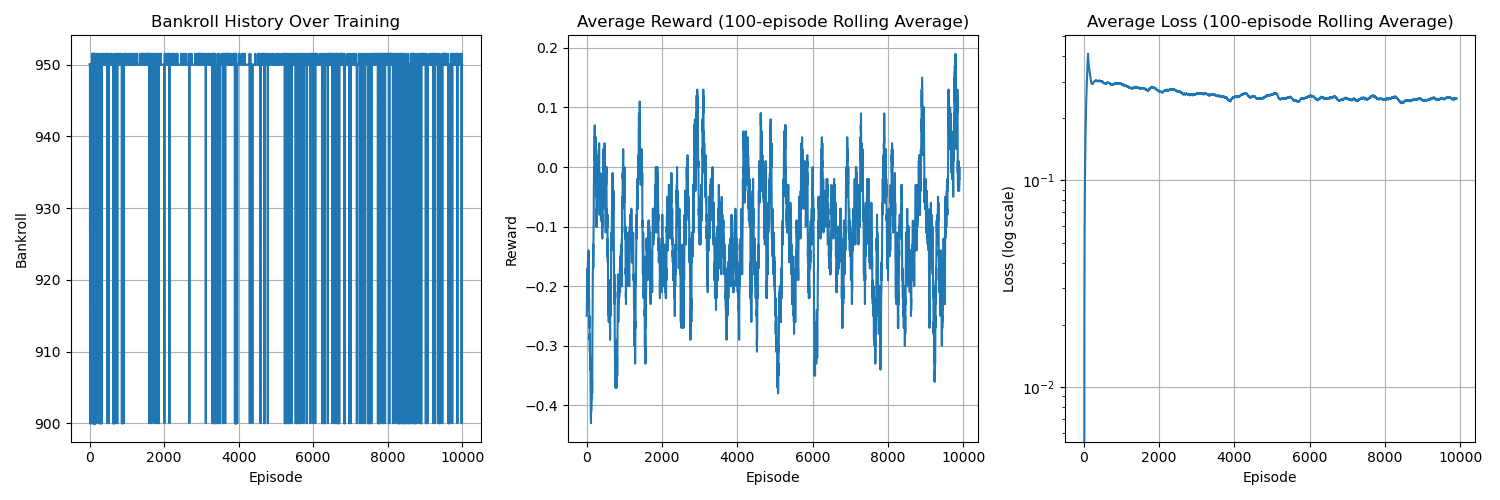 Bankroll History Over Training
Bankroll
950
940
930
920
910
900
0 2000 4000 6000 8000 10000
Episode
Average Reward (100-episode Rolling Average)
Reward
0.2
0.1
0.0
−0.1
−0.2
−0.3
−0.4
0 2000 4000 6000 8000 10000
Episode
Average Loss (100-episode Rolling Average)
Loss (log scale)
10⁻¹
10⁻²
0 2000 4000 6000 8000 10000
Episode